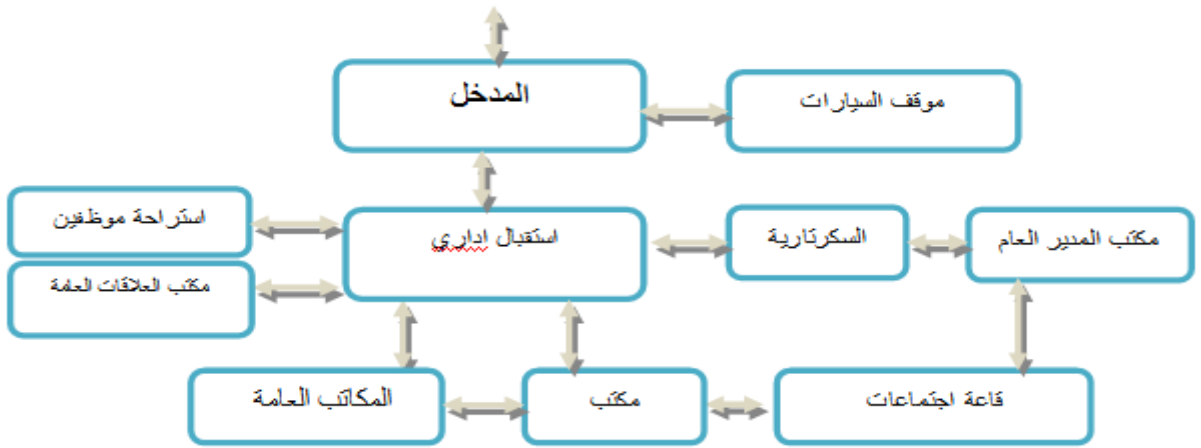 المدخل
موقف السيارات
استراحة موظفين
استقبال اداري
السكرتارية
مكتب المدير العام
مكتب العلاقات العامة
المكاتب العامة
مكتب
قاعة اجتماعات